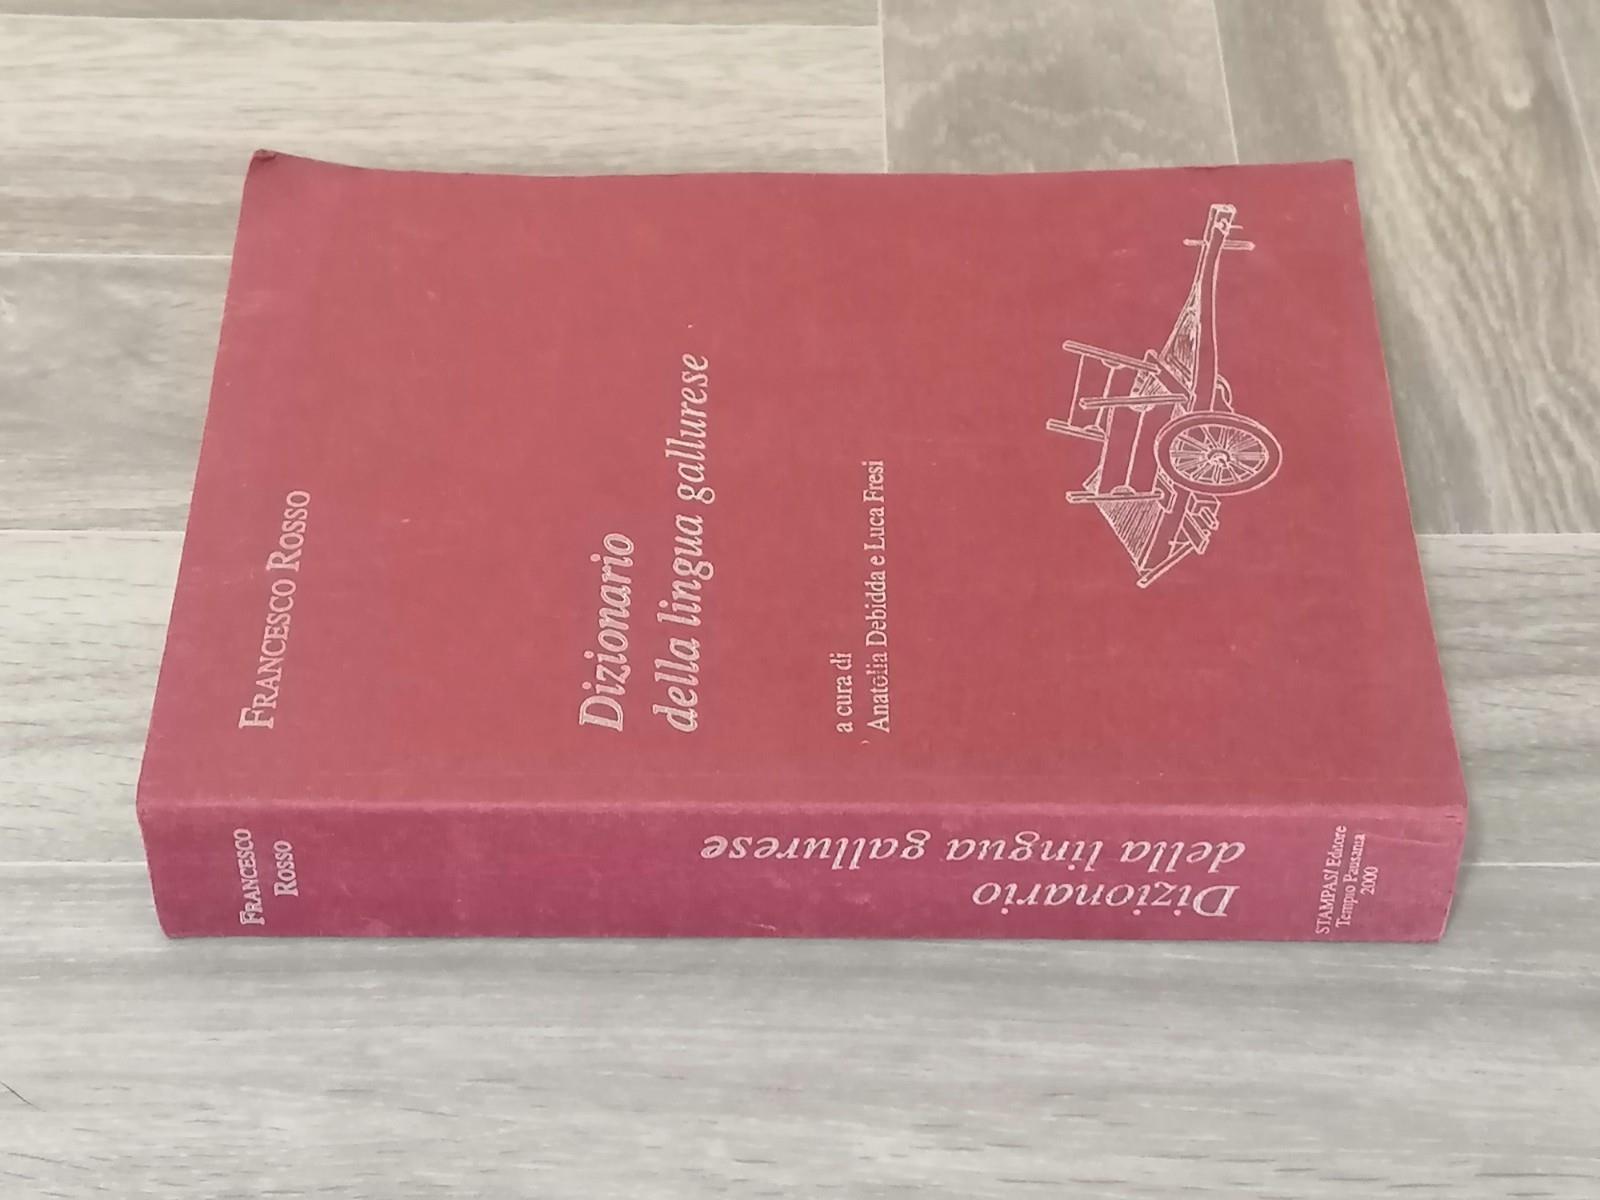 FRANCESCO ROSSO
Dizionario
della lingua gallurese
a cura di
Anatolia Debidda e Luca Fresi
FRANCESCO
ROSSO
Dizionario
della lingua gallurese
STAMPASÌ Editore
Tempio Pausania
2000